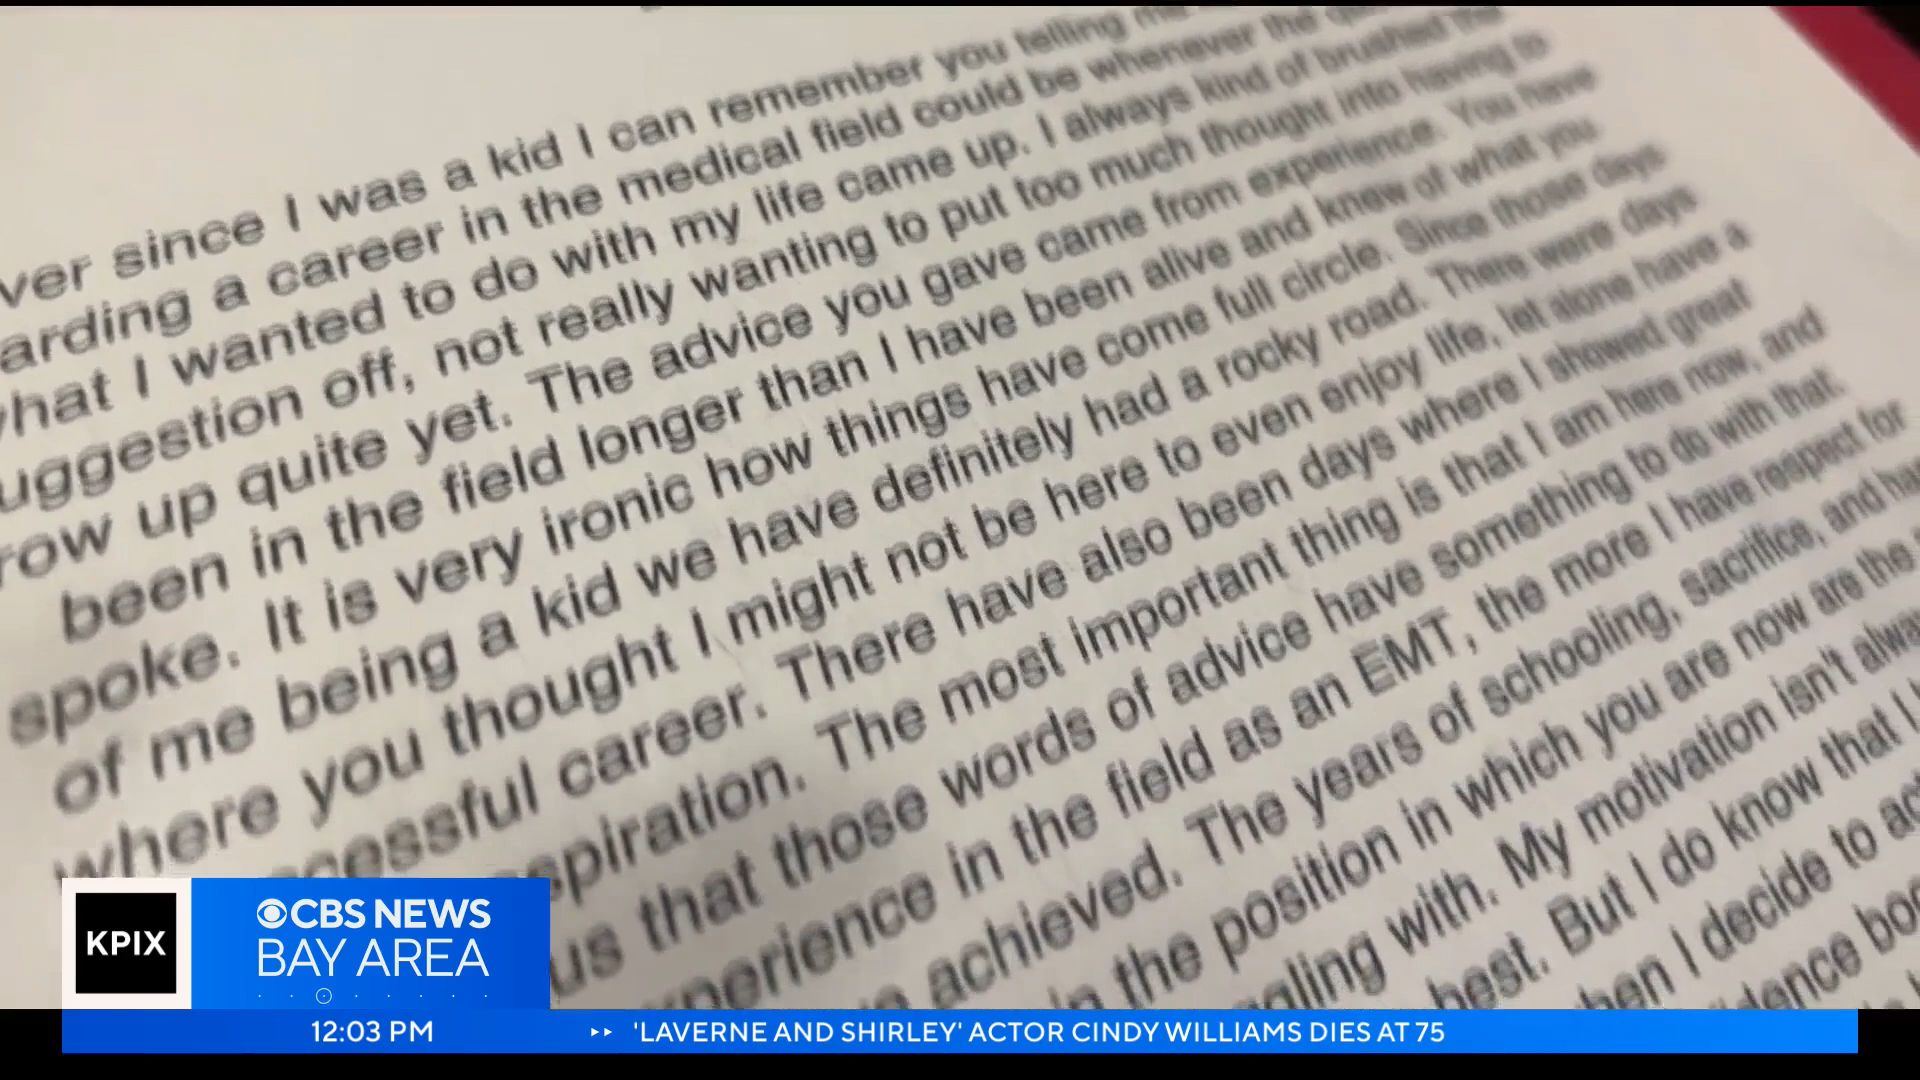 ver since I was a kid I can remember you telling me
arding a career in the medical field could be whenever the
hat I wanted to do with my life came up. I always kind of brushed
uggestion off, not really wanting to put too much thought into having to
row up quite yet. The advice you gave came from experience. You have
been in the field longer than I have been alive and knew of what you
spoke. It is very ironic how things have come full circle. Since those days
of me being a kid we have definitely had a rocky road. There were days
where you thought I might not be here to even enjoy life, let alone have a
cessful career. There have also been days where I showed great
spiration. The most important thing is that I am here now, and
us that those words of advice have something to do with that.
xperience in the field as an EMT, the more I have respect for
achieved. The years of schooling, sacrifice, and
in the position in which you are now are the
gling with. My motivation isn't alwa
best. But I do know that I
hen I decide to
idence
KPIX
CBS NEWS
BAY AREA
12:03 PM
'LAVERNE AND SHIRLEY' ACTOR CINDY WILLIAMS DIES AT 75